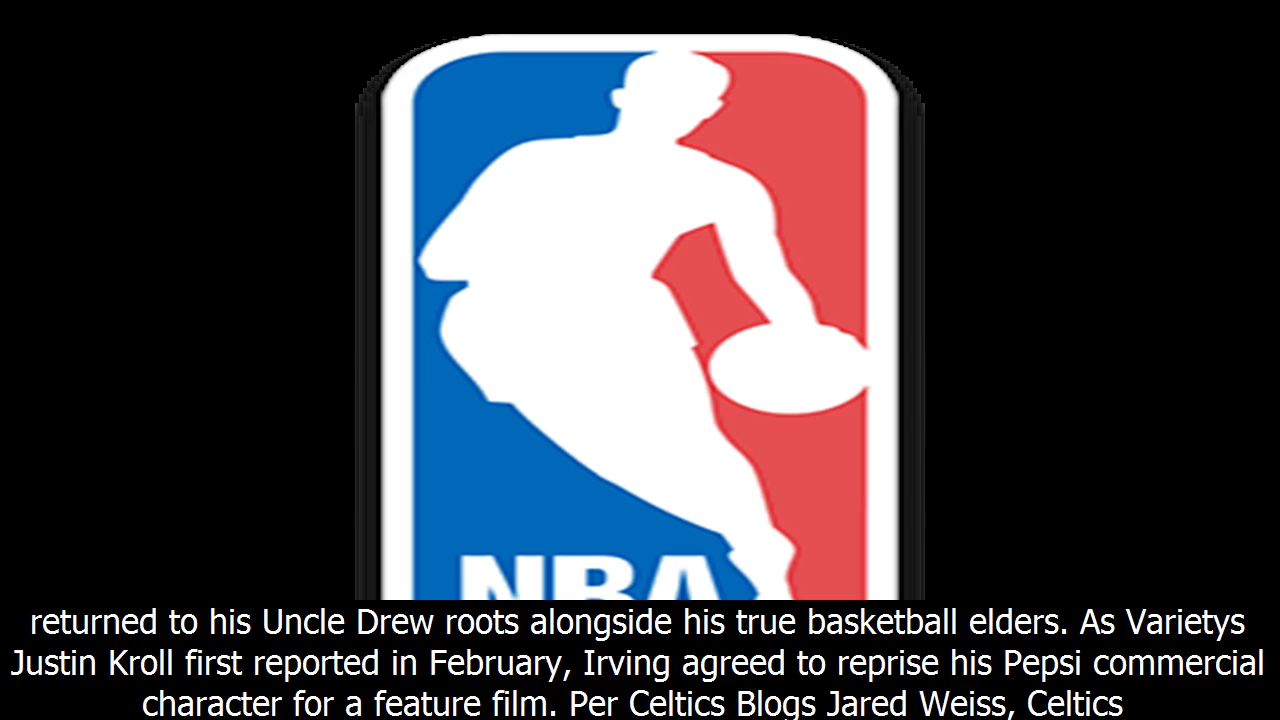 NBA
returned to his Uncle Drew roots alongside his true basketball elders. As Varietys
Justin Kroll first reported in February, Irving agreed to reprise his Pepsi commercial
character for a feature film. Per Celtics Blogs Jared Weiss, Celtics